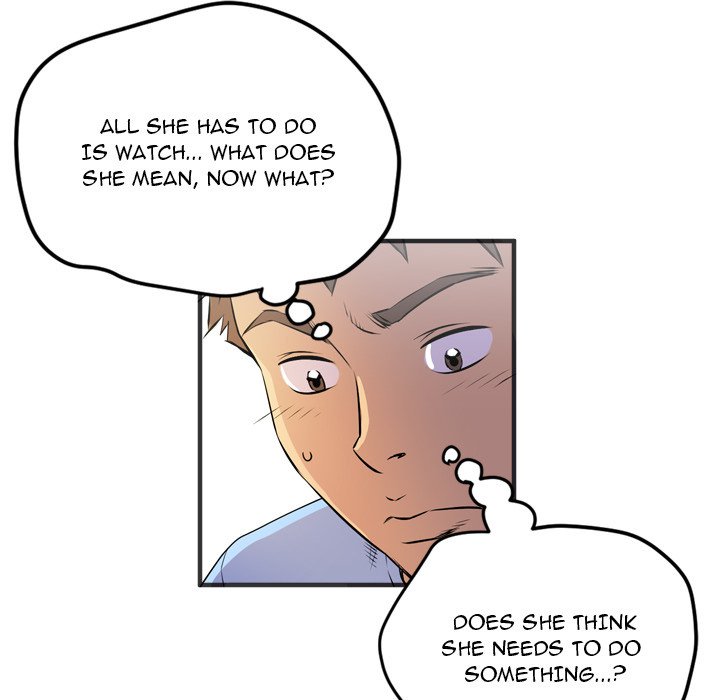 ALL SHE HAS TO DO
IS WATCH... WHAT DOES
SHE MEAN, NOW WHAT?
DOES SHE THINK
SHE NEEDS TO DO
SOMETHING...?